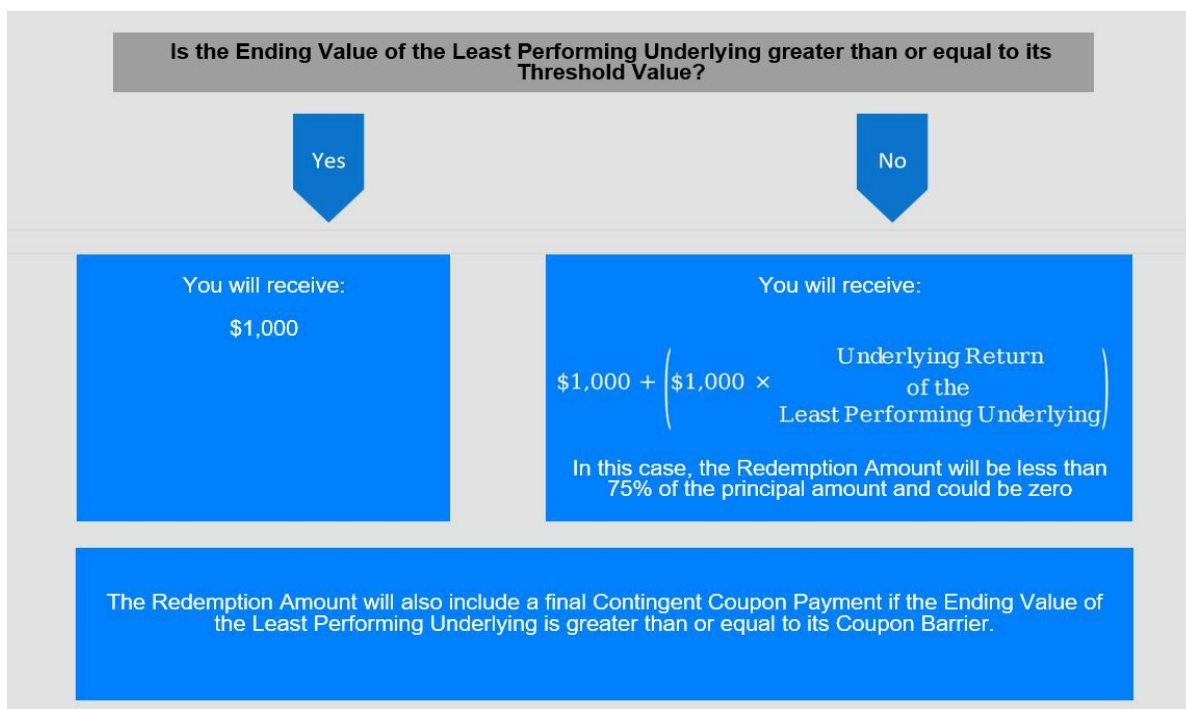 Is the Ending Value of the Least Performing Underlying greater than or equal to its
Threshold Value?
Yes
No
You will receive:
$1,000
You will receive:
$1,000 + ($1,000 × Underlying Return
of the
Least Performing Underlying)
In this case, the Redemption Amount will be less than
75% of the principal amount and could be zero
The Redemption Amount will also include a final Contingent Coupon Payment if the Ending Value of
the Least Performing Underlying is greater than or equal to its Coupon Barrier.